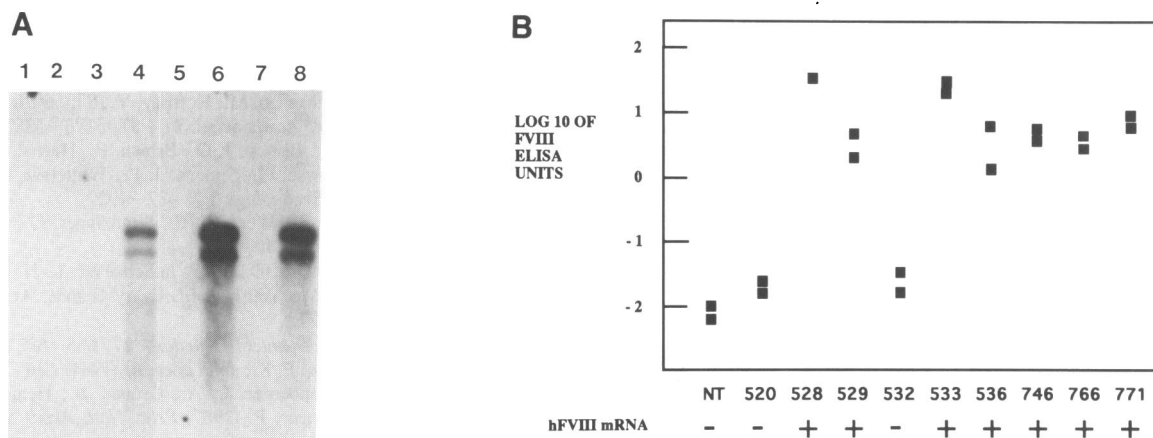 A
1 2 3 4 5 6 7 8
B
LOG 10 OF
FVIII
ELISA
UNITS
2
1
0
-1
-2
NT 520 528 529 532 533 536 746 766 771
hFVIII mRNA - - + + - + + + + +